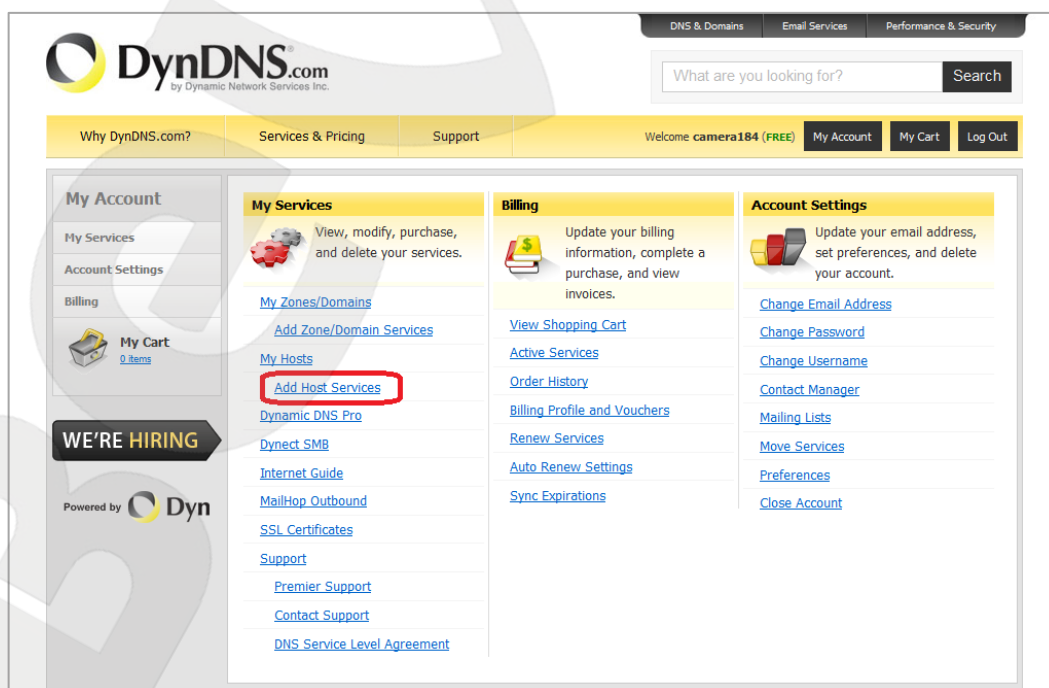 DNS & Domains Email Services Performance & Security
DynDNS.com
by Dynamic Network Services Inc.
What are you looking for? Search
Why DynDNS.com? Services & Pricing Support Welcome camera184 (FREE) My Account My Cart Log Out
My Account
My Services
Account Settings
Billing
My Cart
0 items
WE'RE HIRING
Powered by Dyn
My Services
View, modify, purchase,
and delete your services.
My Zones/Domains
Add Zone/Domain Services
My Hosts
Add Host Services
Dynamic DNS Pro
Dynect SMB
Internet Guide
MailHop Outbound
SSL Certificates
Support
Premier Support
Contact Support
DNS Service Level Agreement
Billing
Update your billing
information, complete a
purchase, and view
invoices.
View Shopping Cart
Active Services
Order History
Billing Profile and Vouchers
Renew Services
Auto Renew Settings
Sync Expirations
Account Settings
Update your email address,
set preferences, and delete
your account.
Change Email Address
Change Password
Change Username
Contact Manager
Mailing Lists
Move Services
Preferences
Close Account